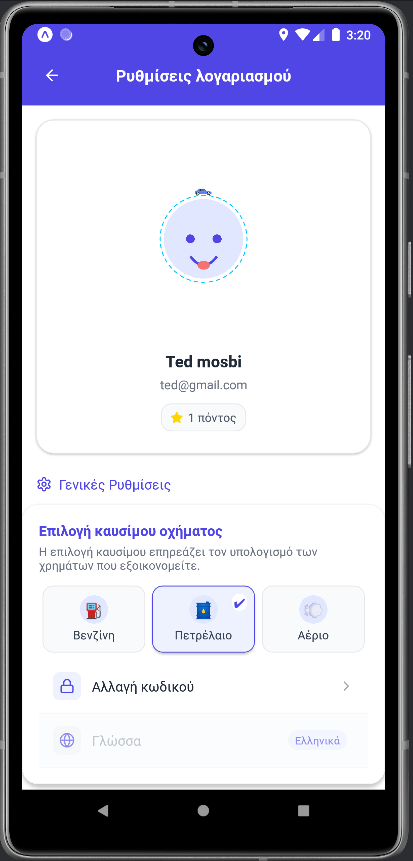 3:20
Ρυθμίσεις λογαριασμού
Ted mosbi
ted@gmail.com
1 πόντος
Γενικές Ρυθμίσεις
Επιλογή καυσίμου οχήματος
Η επιλογή καυσίμου επηρεάζει τον υπολογισμό των
χρημάτων που εξοικονομείτε.
Βενζίνη
Πετρέλαιο
Αέριο
Αλλαγή κωδικού
Γλώσσα
Ελληνικά